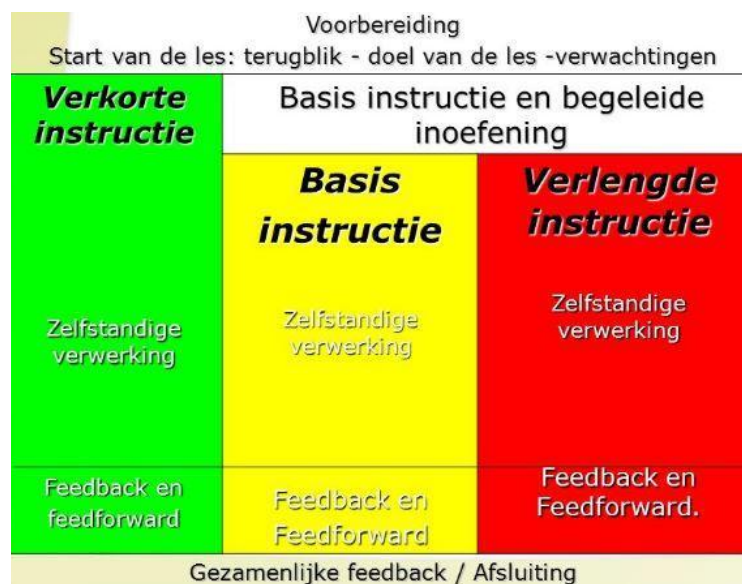 Voorbereiding
Start van de les: terugblik - doel van de les -verwachtingen
Verkorte
instructie
Basis instructie en begeleide
inoefening
Basis
instructie
Verlengde
instructie
Zelfstandige
verwerking
Zelfstandige
verwerking
Zelfstandige
verwerking
Feedback en
feedforward
Feedback en
Feedforward
Feedback en
Feedforward.
Gezamenlijke feedback / Afsluiting